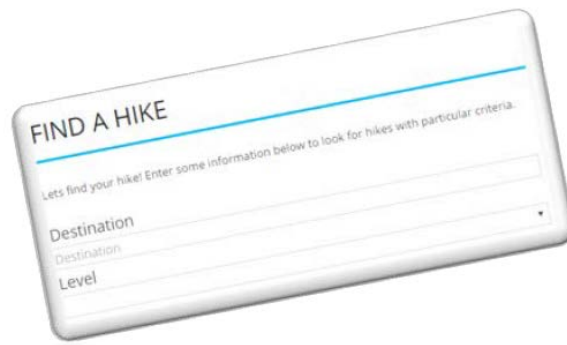 FIND A HIKE
Lets find your hike! Enter some information below to look for hikes with particular criteria.
Destination
Destination
Level